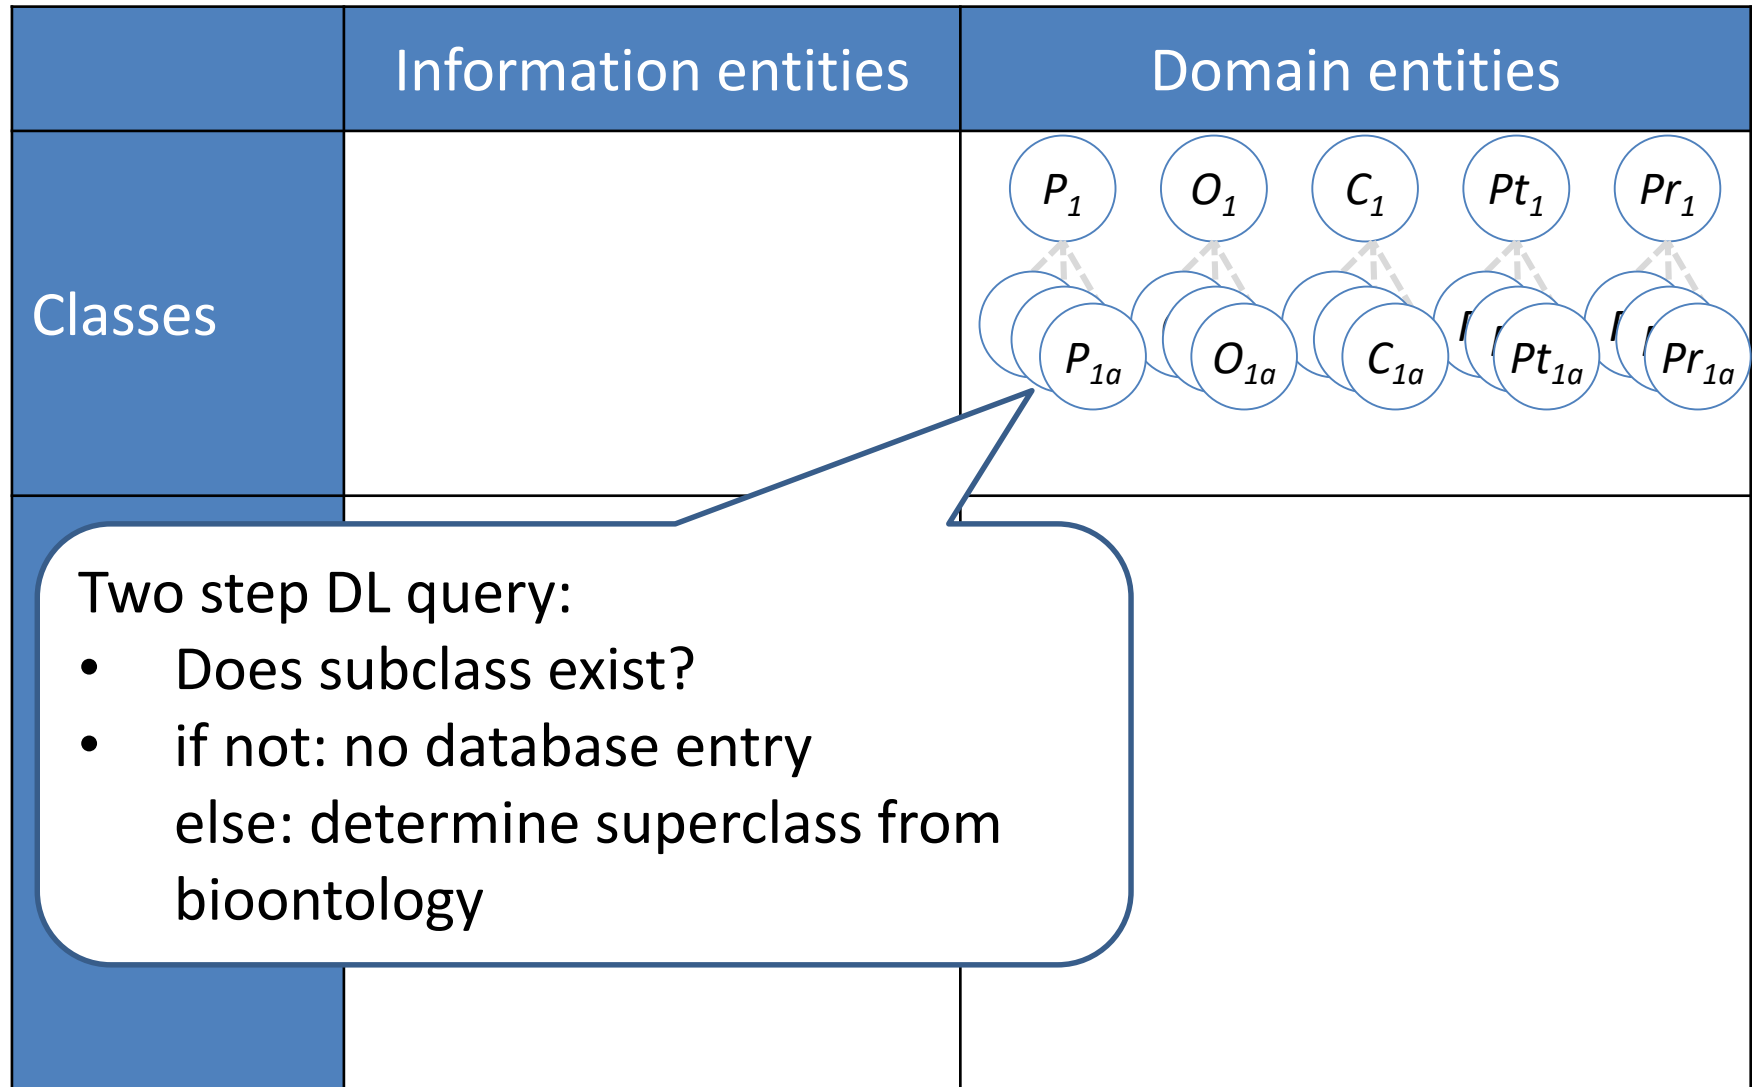 Information entities Domain entities
P1 O1 C1 Pt1 Pr1
Classes
P1a O1a C1a Pt1a Pr1a
Two step DL query:
• Does subclass exist?
• if not: no database entry
else: determine superclass from
bioontology